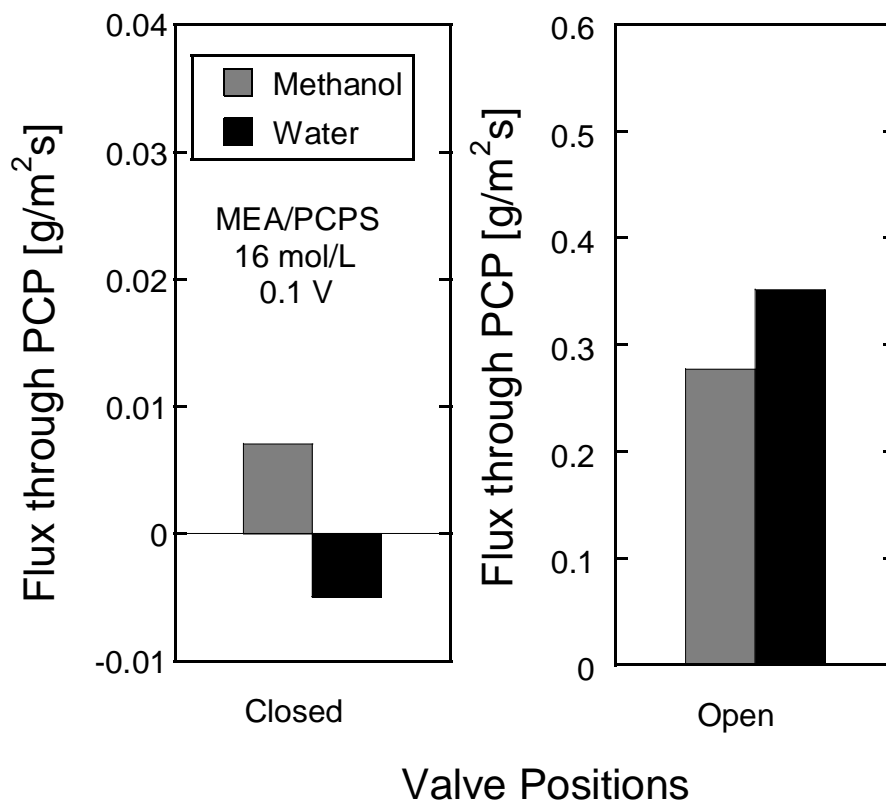 Flux through PCP [g/m²s]
0.04
0.03
0.02
0.01
0
-0.01
Methanol
Water
MEA/PCPS
16 mol/L
0.1 V
Closed
Flux through PCP [g/m²s]
0.6
0.5
0.4
0.3
0.2
0.1
0
Open
Valve Positions